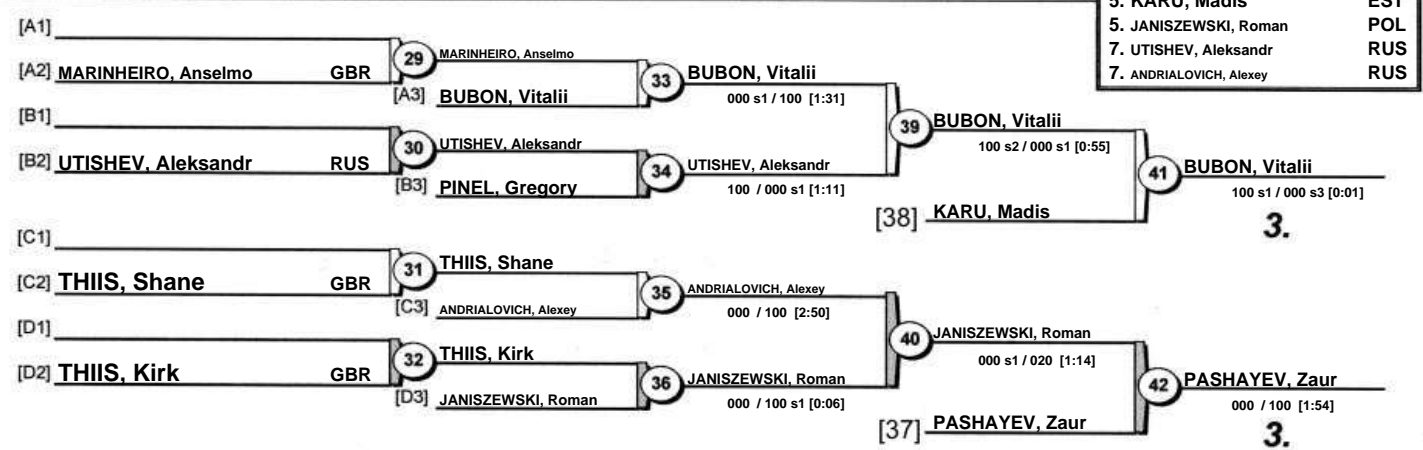 5. KARU, Madis EST
5. JANISZEWSKI, Roman POL
7. UTISHEV, Aleksandr RUS
7. ANDRIALOVICH, Alexey RUS
[A1]
[A2] MARINHEIRO, Anselmo GBR
29
MARINHEIRO, Anselmo
[A3] BUBON, Vitalii
33
BUBON, Vitalii
000 s1 / 100 [1:31]
[B1]
[B2] UTISHEV, Aleksandr RUS
30
UTISHEV, Aleksandr
[B3] PINEL, Gregory
34
UTISHEV, Aleksandr
100 / 000 s1 [1:11]
39
BUBON, Vitalii
100 s2 / 000 s1 [0:55]
[38] KARU, Madis
41
BUBON, Vitalii
100 s1 / 000 s3 [0:01]
3.
[C1]
[C2] THIIS, Shane GBR
31
THIIS, Shane
[C3] ANDRIALOVICH, Alexey
35
ANDRIALOVICH, Alexey
000 / 100 [2:50]
[D1]
[D2] THIIS, Kirk GBR
32
THIIS, Kirk
[D3] JANISZEWSKI, Roman
36
JANISZEWSKI, Roman
000 / 100 s1 [0:06]
40
JANISZEWSKI, Roman
000 s1 / 020 [1:14]
[37] PASHAYEV, Zaur
42
PASHAYEV, Zaur
000 / 100 [1:54]
3.